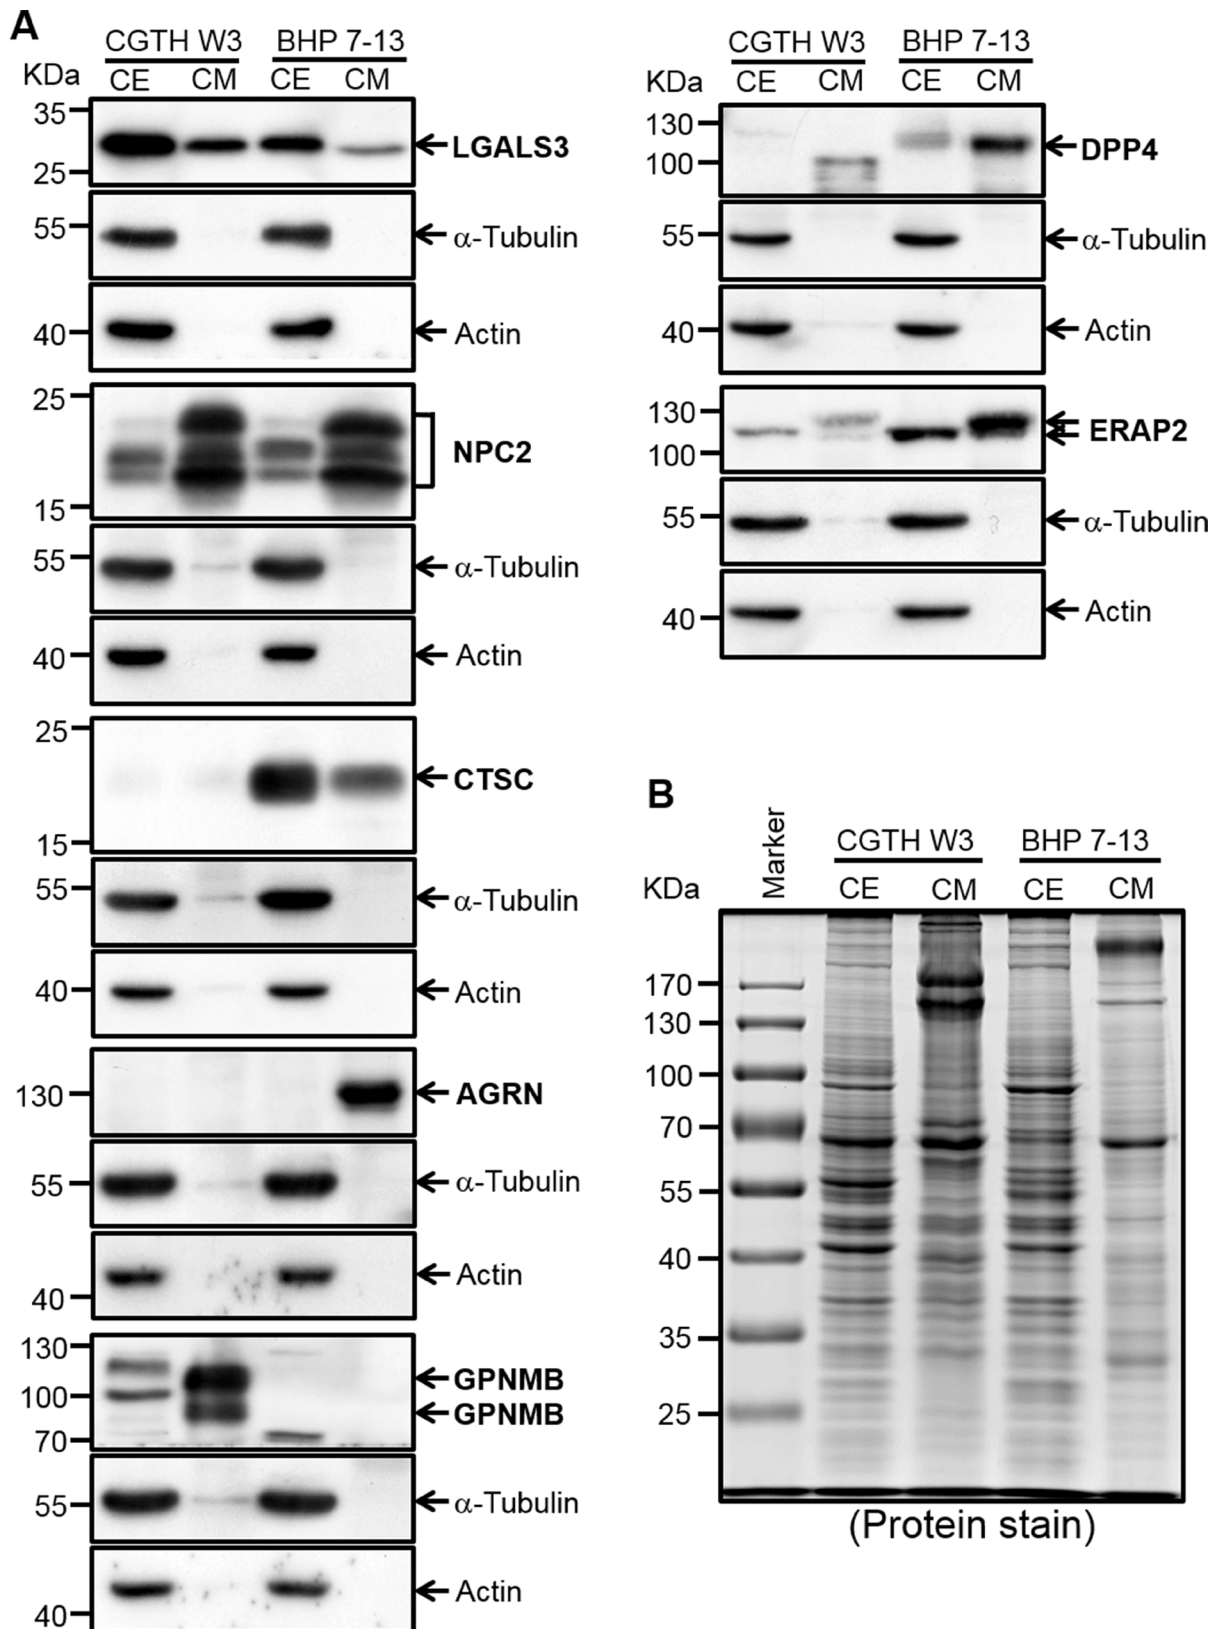 A
CGTH W3 BHP 7-13
KDa CE CM CE CM
35
LGALS3
25
55 α-Tubulin
40 Actin
25
NPC2
15
55 α-Tubulin
40 Actin
25
CTSC
15
55 α-Tubulin
40 Actin
130 AGRN
55 α-Tubulin
Actin
40
130
GPNMB
100
GPNMB
70
55 α-Tubulin
Actin
40
CGTH W3 BHP 7-13
KDa CE CM CE CM
130
DPP4
100
55 α-Tubulin
40 Actin
130
ERAP2
100
55 α-Tubulin
40 Actin
B
Marker
CGTH W3 BHP 7-13
KDa CE CM CE CM
170
130
100
70
55
40
35
25
(Protein stain)